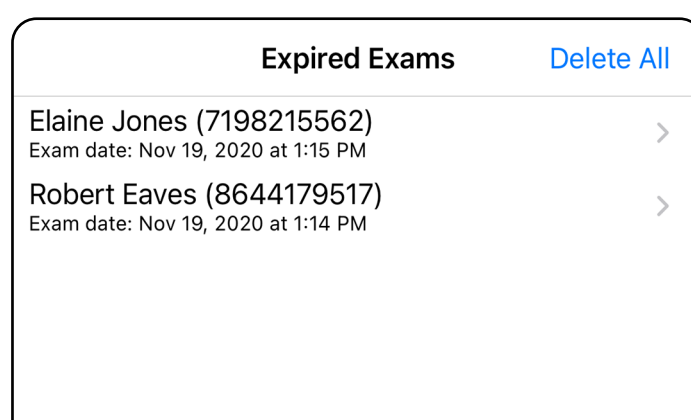 Expired Exams
Delete All
Elaine Jones (7198215562)
Exam date: Nov 19, 2020 at 1:15 PM
Robert Eaves (8644179517)
Exam date: Nov 19, 2020 at 1:14 PM